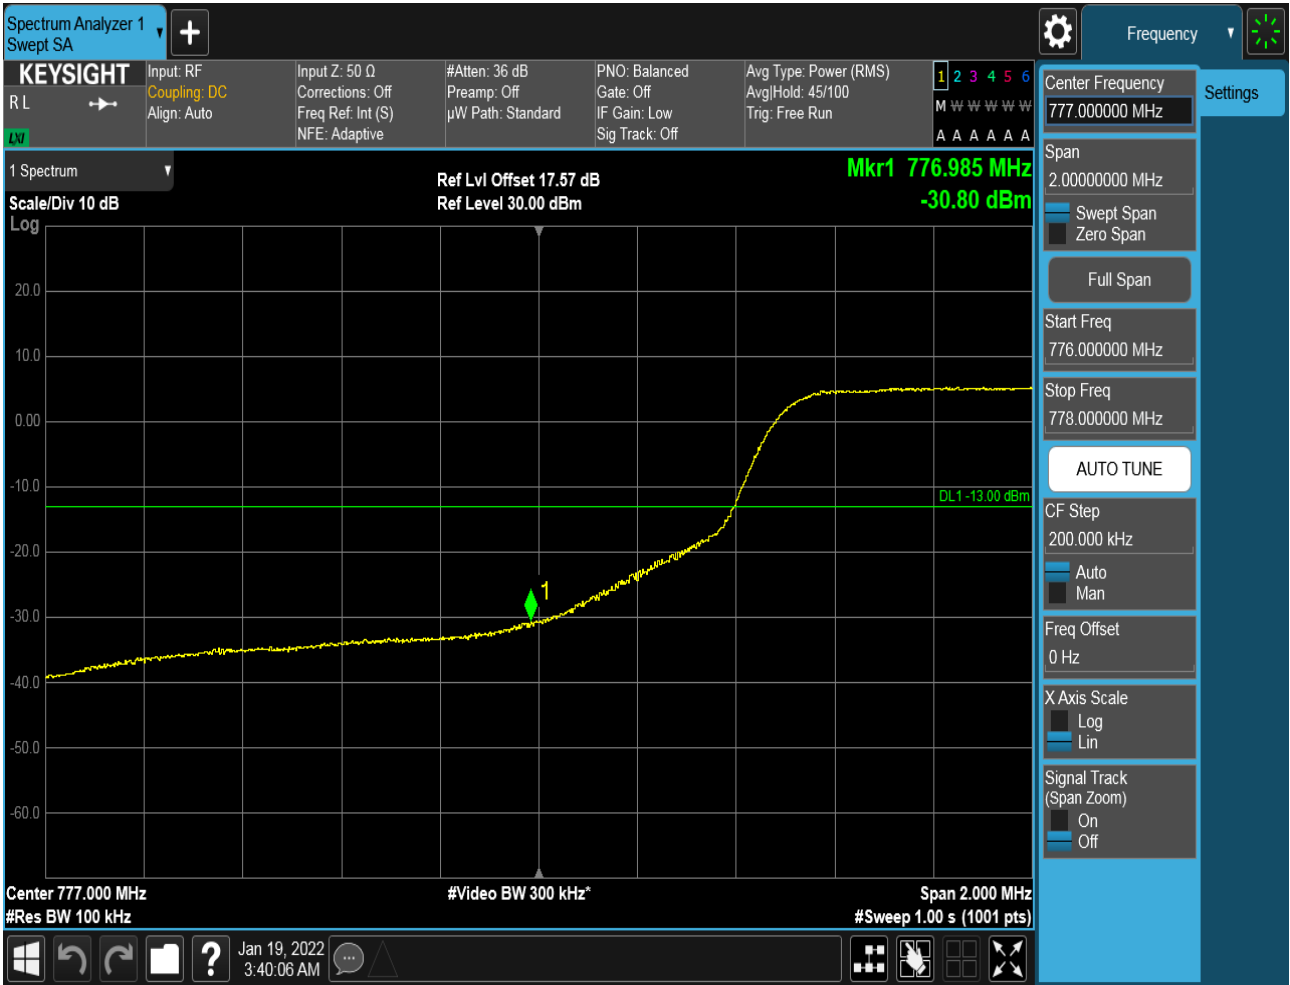 Spectrum Analyzer 1
Swept SA
Frequency
KEYSIGHT
R L
LXI
Input: RF
Coupling: DC
Align: Auto
Input Z: 50 Ω
Corrections: Off
Freq Ref: Int (S)
NFE: Adaptive
#Atten: 36 dB
Preamp: Off
µW Path: Standard
PNO: Balanced
Gate: Off
IF Gain: Low
Sig Track: Off
Avg Type: Power (RMS)
Avg|Hold: 45/100
Trig: Free Run
1 2 3 4 5 6
M W W W W W
A A A A A A
1 Spectrum
Scale/Div 10 dB
Log
Ref Lvl Offset 17.57 dB
Ref Level 30.00 dBm
Mkr1 776.985 MHz
-30.80 dBm
20.0
10.0
0.00
-10.0
-20.0
-30.0
-40.0
-50.0
-60.0
DL1 -13.00 dBm
1
Center 777.000 MHz
#Video BW 300 kHz*
Span 2.000 MHz
#Res BW 100 kHz
#Sweep 1.00 s (1001 pts)
Center Frequency
777.000000 MHz
Settings
Span
2.00000000 MHz
Swept Span
Zero Span
Full Span
Start Freq
776.000000 MHz
Stop Freq
778.000000 MHz
AUTO TUNE
CF Step
200.000 kHz
Auto
Man
Freq Offset
0 Hz
X Axis Scale
Log
Lin
Signal Track
(Span Zoom)
On
Off
?
Jan 19, 2022
3:40:06 AM